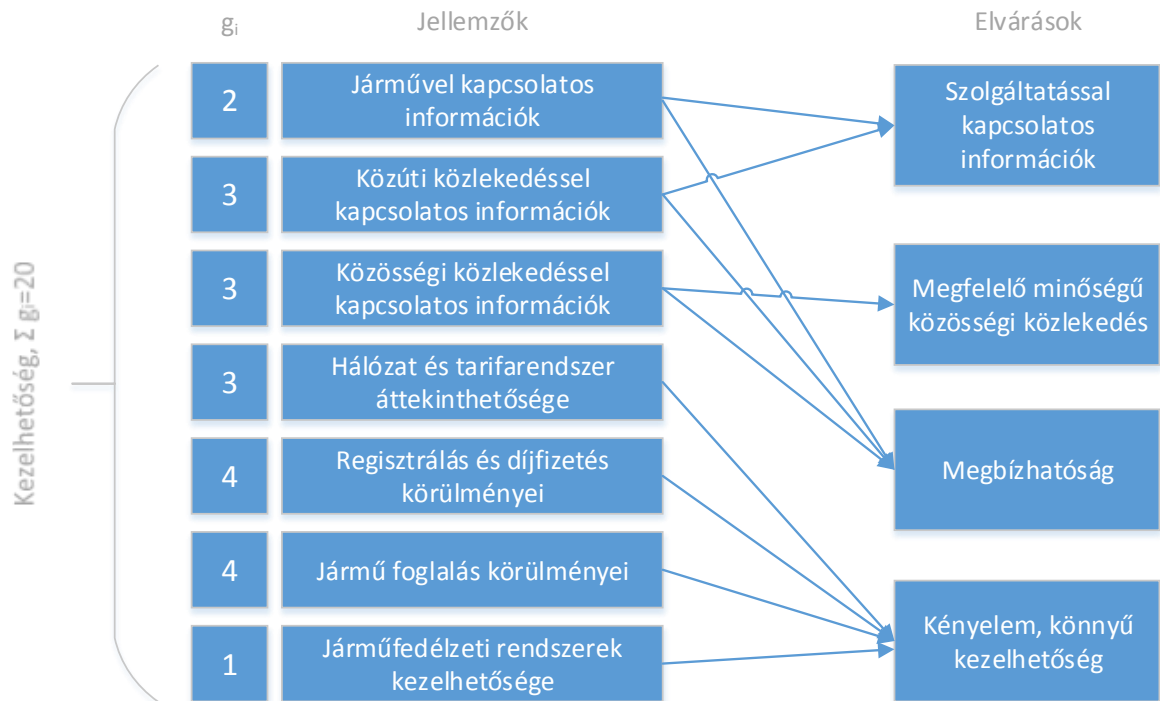 gi
Jellemzők
Elvárások
Kezelhetőség, Σ gi=20
2
Járművel kapcsolatos
információk
3
Közúti közlekedéssel
kapcsolatos információk
3
Közösségi közlekedéssel
kapcsolatos információk
3
Hálózat és tarifarendszer
áttekinthetősége
4
Regisztrálás és díjfizetés
körülményei
4
Jármű foglalás körülményei
1
Járműfedélzeti rendszerek
kezelhetősége
Szolgáltatással
kapcsolatos
információk
Megfelelő minőségű
közösségi közlekedés
Megbízhatóság
Kényelem, könnyű
kezelhetőség